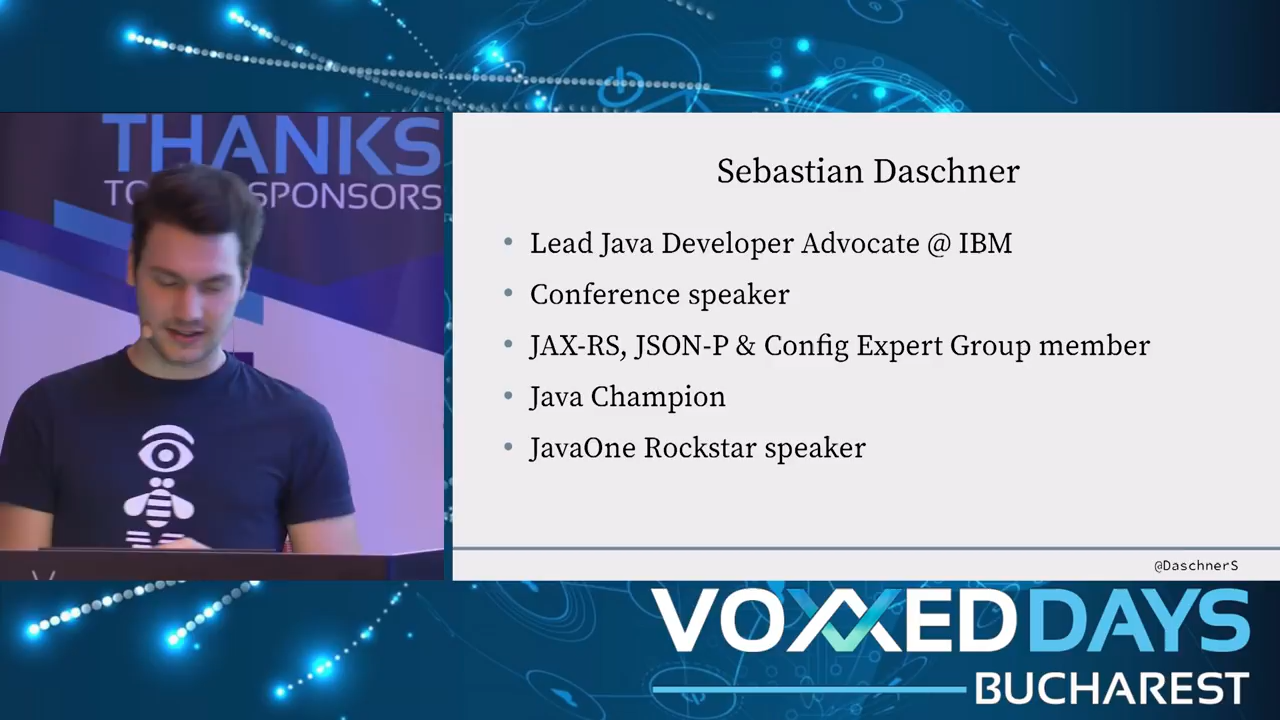 THANKS
SPONSORS
Sebastian Daschner
• Lead Java Developer Advocate @ IBM
• Conference speaker
• JAX-RS, JSON-P & Config Expert Group member
• Java Champion
• JavaOne Rockstar speaker
@DaschnerS
VOXXED DAYS
BUCHAREST